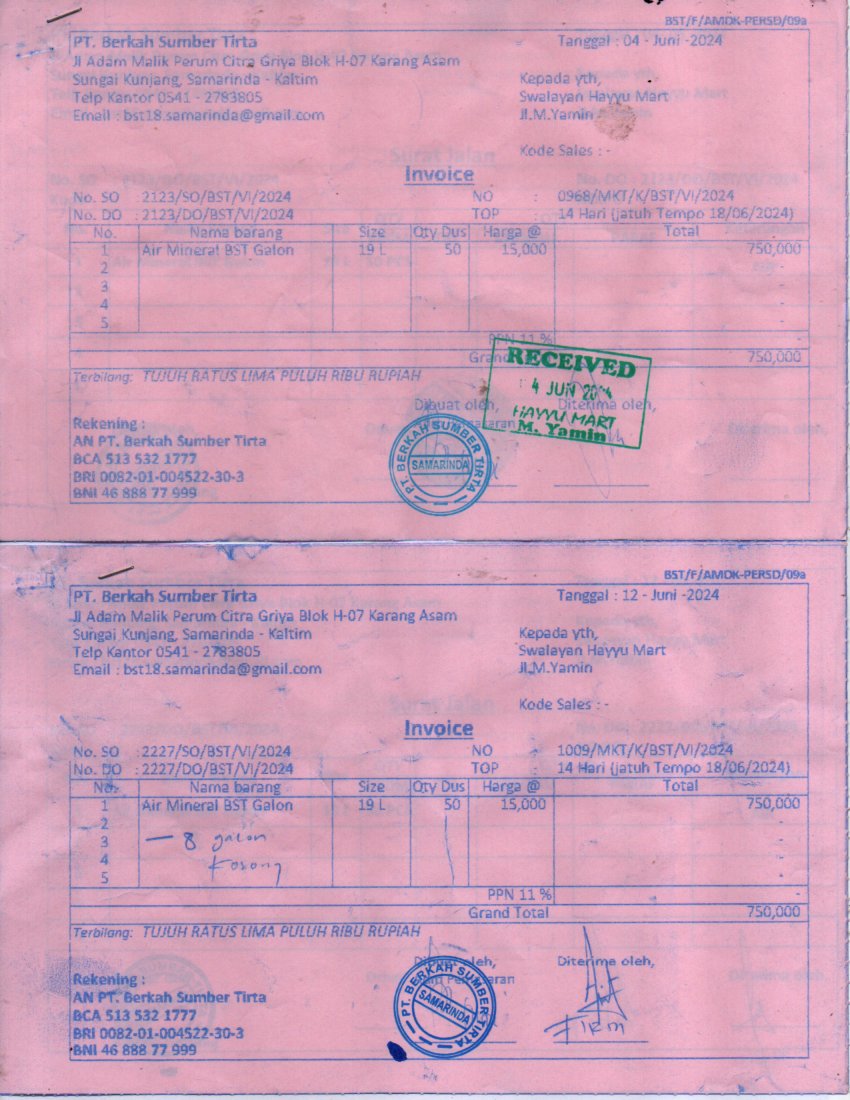 BST/F/AMDK-PERSD/09a
PT. Berkah Sumber Tirta
Tanggal : 04 - Juni -2024
Jl Adam Malik Perum Citra Griya Blok H-07 Karang Asam
Sungai Kunjang, Samarinda - Kaltim
Kepada yth,
Telp Kantor 0541 - 2783805
Swalayan Hayyu Mart
Email : bst18.samarinda@gmail.com
Jl.M.Yamin
Kode Sales : -
Surat Jalan
Invoice
No. SO : 2123/SO/BST/VI/2024 NO : 0968/MKT/K/BST/VI/2024
No. DO : 2123/DO/BST/VI/2024 TOP : 14 Hari (jatuh Tempo 18/06/2024)
No. Nama barang Size Qty Dus Harga @ Total
1 Air Mineral BST Galon 19 L 50 15,000 750,000
2 -
3 -
4 -
5 -
PPN 11 % -
Grand 750,000
RECEIVED
4 JUN
HAYYU MART
M. Yamin
Terbilang: TUJUH RATUS LIMA PULUH RIBU RUPIAH
Dibuat oleh, Diterima oleh,
Rekening :
AN PT. Berkah Sumber Tirta
BCA 513 532 1777
BRI 0082-01-004522-30-3
BNI 46 888 77 999
PT. BERKAH SUMBER TIRTA
SAMARINDA
BST/F/AMDK-PERSD/09a
PT. Berkah Sumber Tirta
Tanggal : 12 - Juni -2024
Jl Adam Malik Perum Citra Griya Blok H-07 Karang Asam
Sungai Kunjang, Samarinda - Kaltim
Kepada yth,
Telp Kantor 0541 - 2783805
Swalayan Hayyu Mart
Email : bst18.samarinda@gmail.com
Jl.M.Yamin
Kode Sales : -
Surat Jalan
Invoice
No. SO : 2227/SO/BST/VI/2024 NO : 1009/MKT/K/BST/VI/2024
No. DO : 2227/DO/BST/VI/2024 TOP : 14 Hari (jatuh Tempo 18/06/2024)
No. Nama barang Size Qty Dus Harga @ Total
1 Air Mineral BST Galon 19 L 50 15,000 750,000
2 -
3 - 8 galon -
4 Kosong -
5 -
PPN 11 % -
Grand Total 750,000
Terbilang: TUJUH RATUS LIMA PULUH RIBU RUPIAH
Dibuat oleh, Diterima oleh,
Rekening :
AN PT. Berkah Sumber Tirta
BCA 513 532 1777
BRI 0082-01-004522-30-3
BNI 46 888 77 999
PT. BERKAH SUMBER TIRTA
SAMARINDA